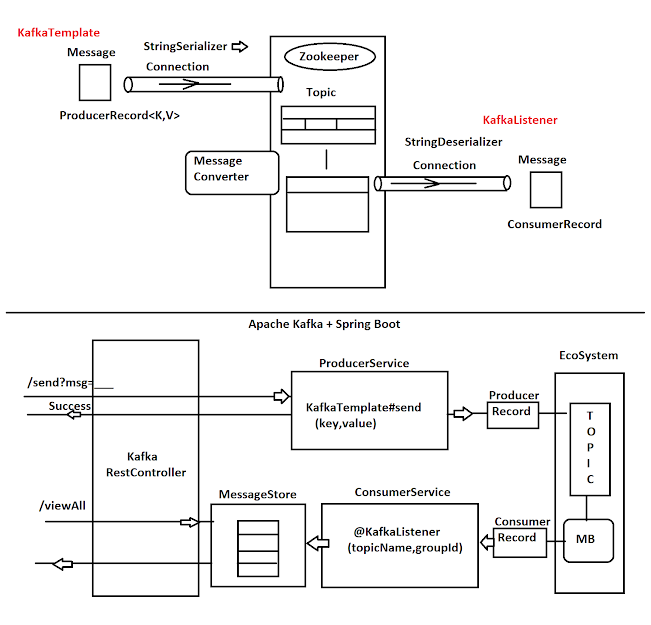 KafkaTemplate
Message
StringSerializer
Connection
ProducerRecord<K,V>
Zookeeper
Topic
Message
Converter
KafkaListener
StringDeserializer
Connection
Message
ConsumerRecord
Apache Kafka + Spring Boot
/send?msg=___
Success
Kafka
RestController
/viewAll
ProducerService
KafkaTemplate#send
(key,value)
Producer
Record
EcoSystem
T
O
P
I
C
MessageStore
ConsumerService
@KafkaListener
(topicName,groupId)
Consumer
Record
MB